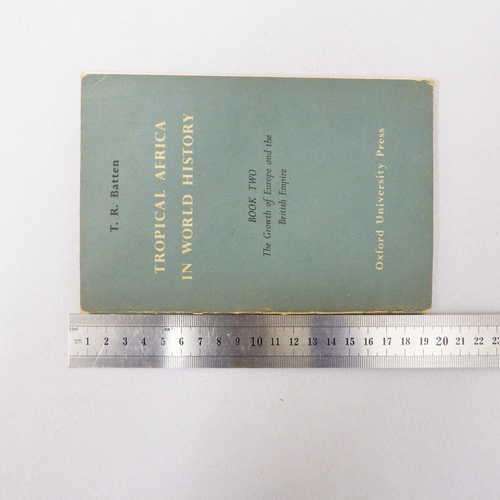 T. R. Batten
TROPICAL AFRICA
IN WORLD HISTORY
BOOK TWO
The Growth of Europe and the
British Empire
Oxford University Press
1 2 3 4 5 6 7 8 9 10 11 12 13 14 15 16 17 18 19 20 21 22 23